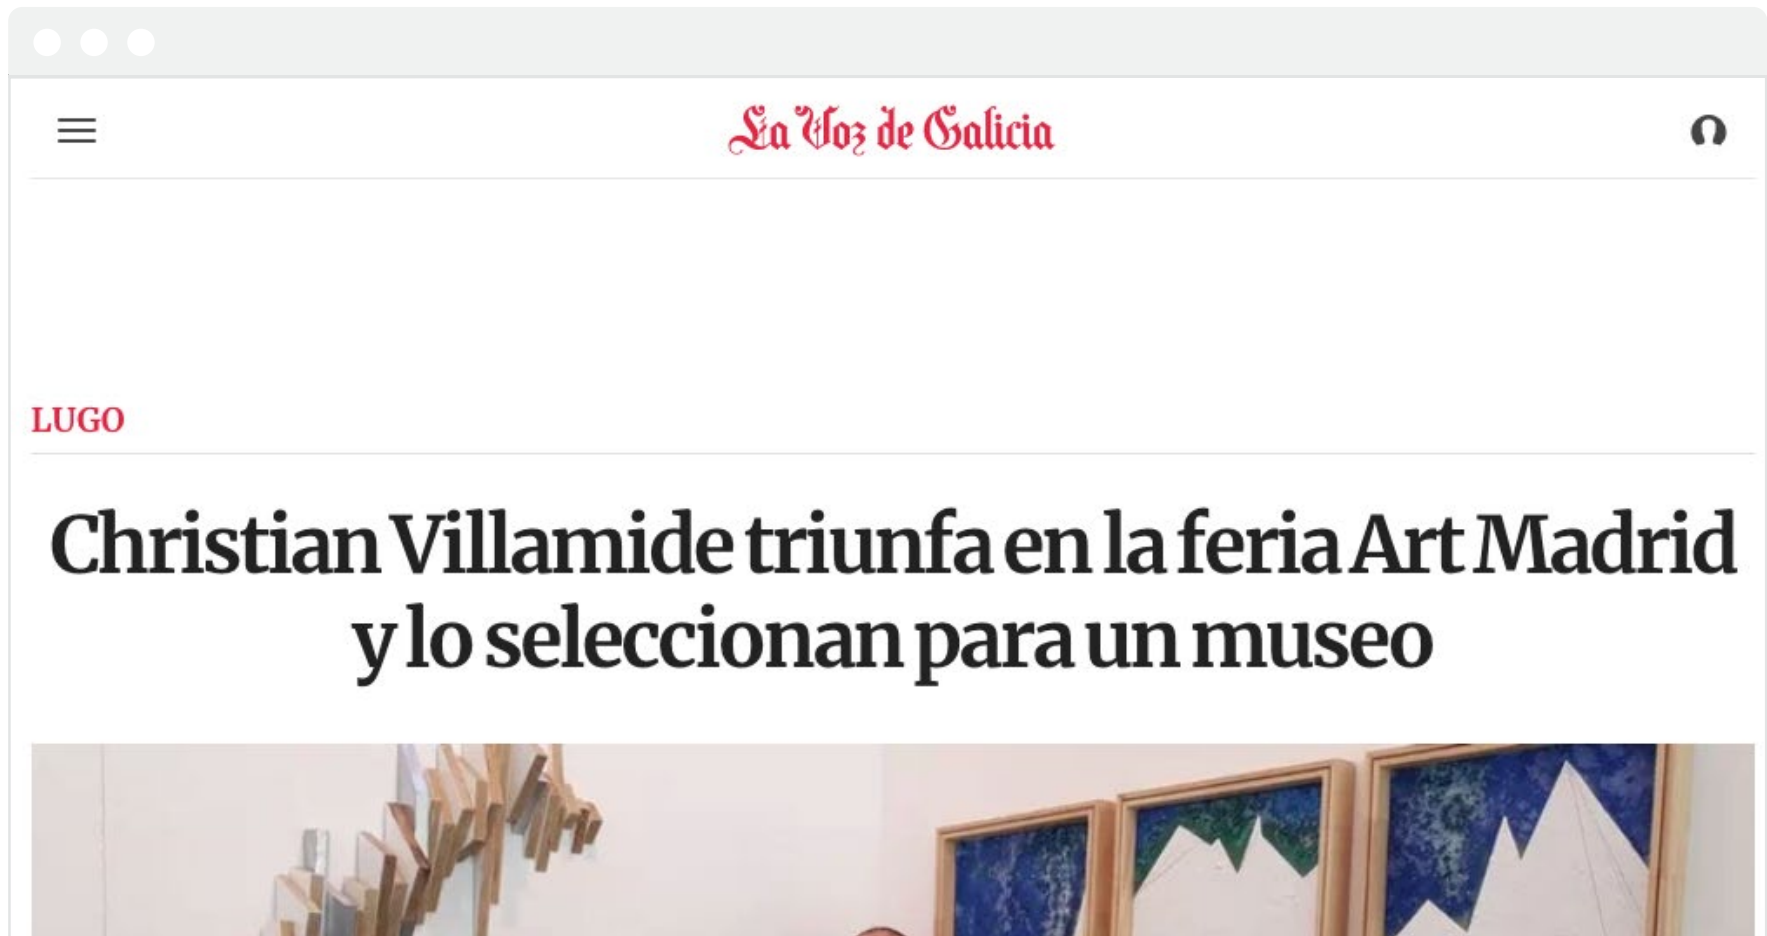 La Voz de Galicia
LUGO
Christian Villamide triunfa en la feria Art Madrid
y lo seleccionan para un museo